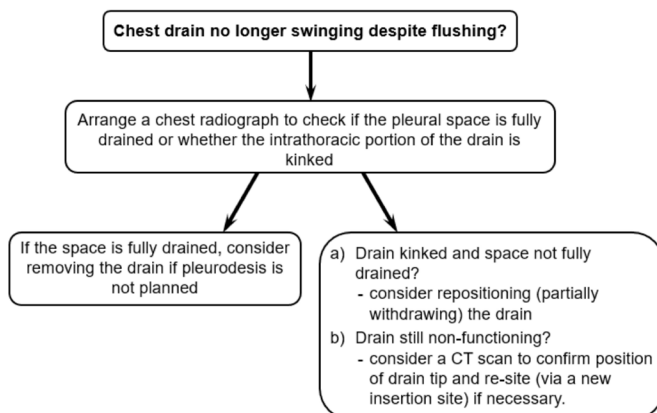 Chest drain no longer swinging despite flushing?
Arrange a chest radiograph to check if the pleural space is fully
drained or whether the intrathoracic portion of the drain is
kinked
If the space is fully drained, consider
removing the drain if pleurodesis is
not planned
a) Drain kinked and space not fully
drained?
- consider repositioning (partially
withdrawing) the drain
b) Drain still non-functioning?
- consider a CT scan to confirm position
of drain tip and re-site (via a new
insertion site) if necessary.